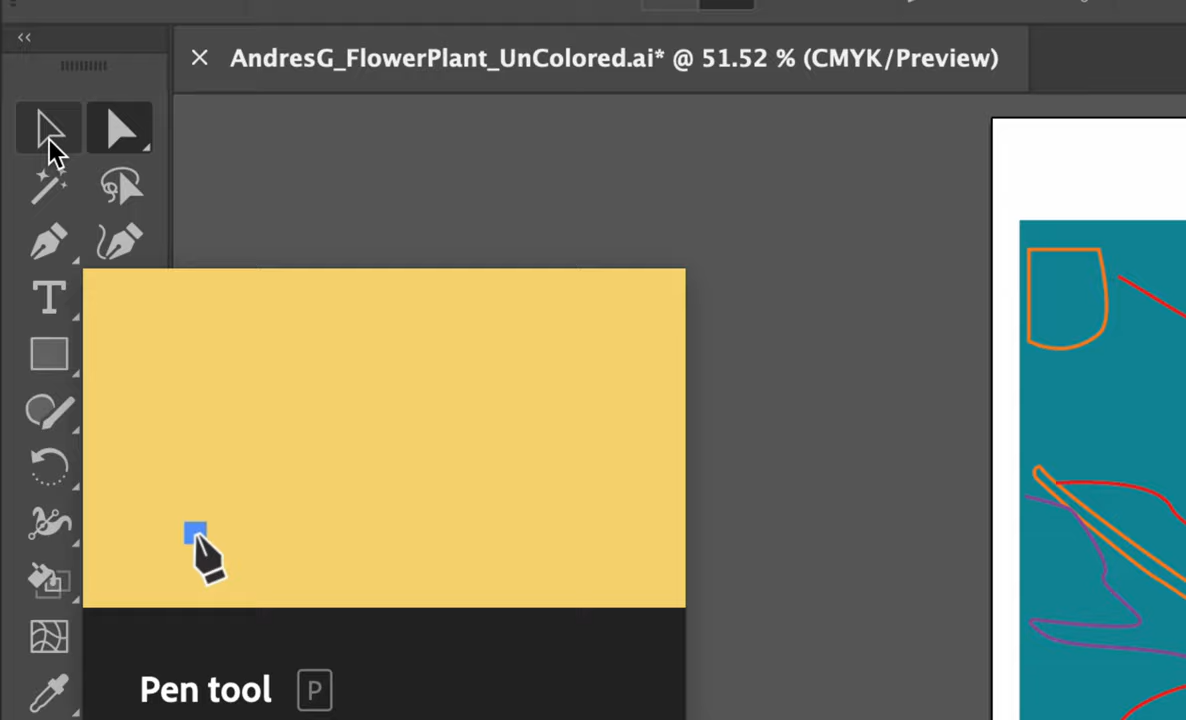 AndresG_FlowerPlant_UnColored.ai* @ 51.52 % (CMYK/Preview)
Pen tool P